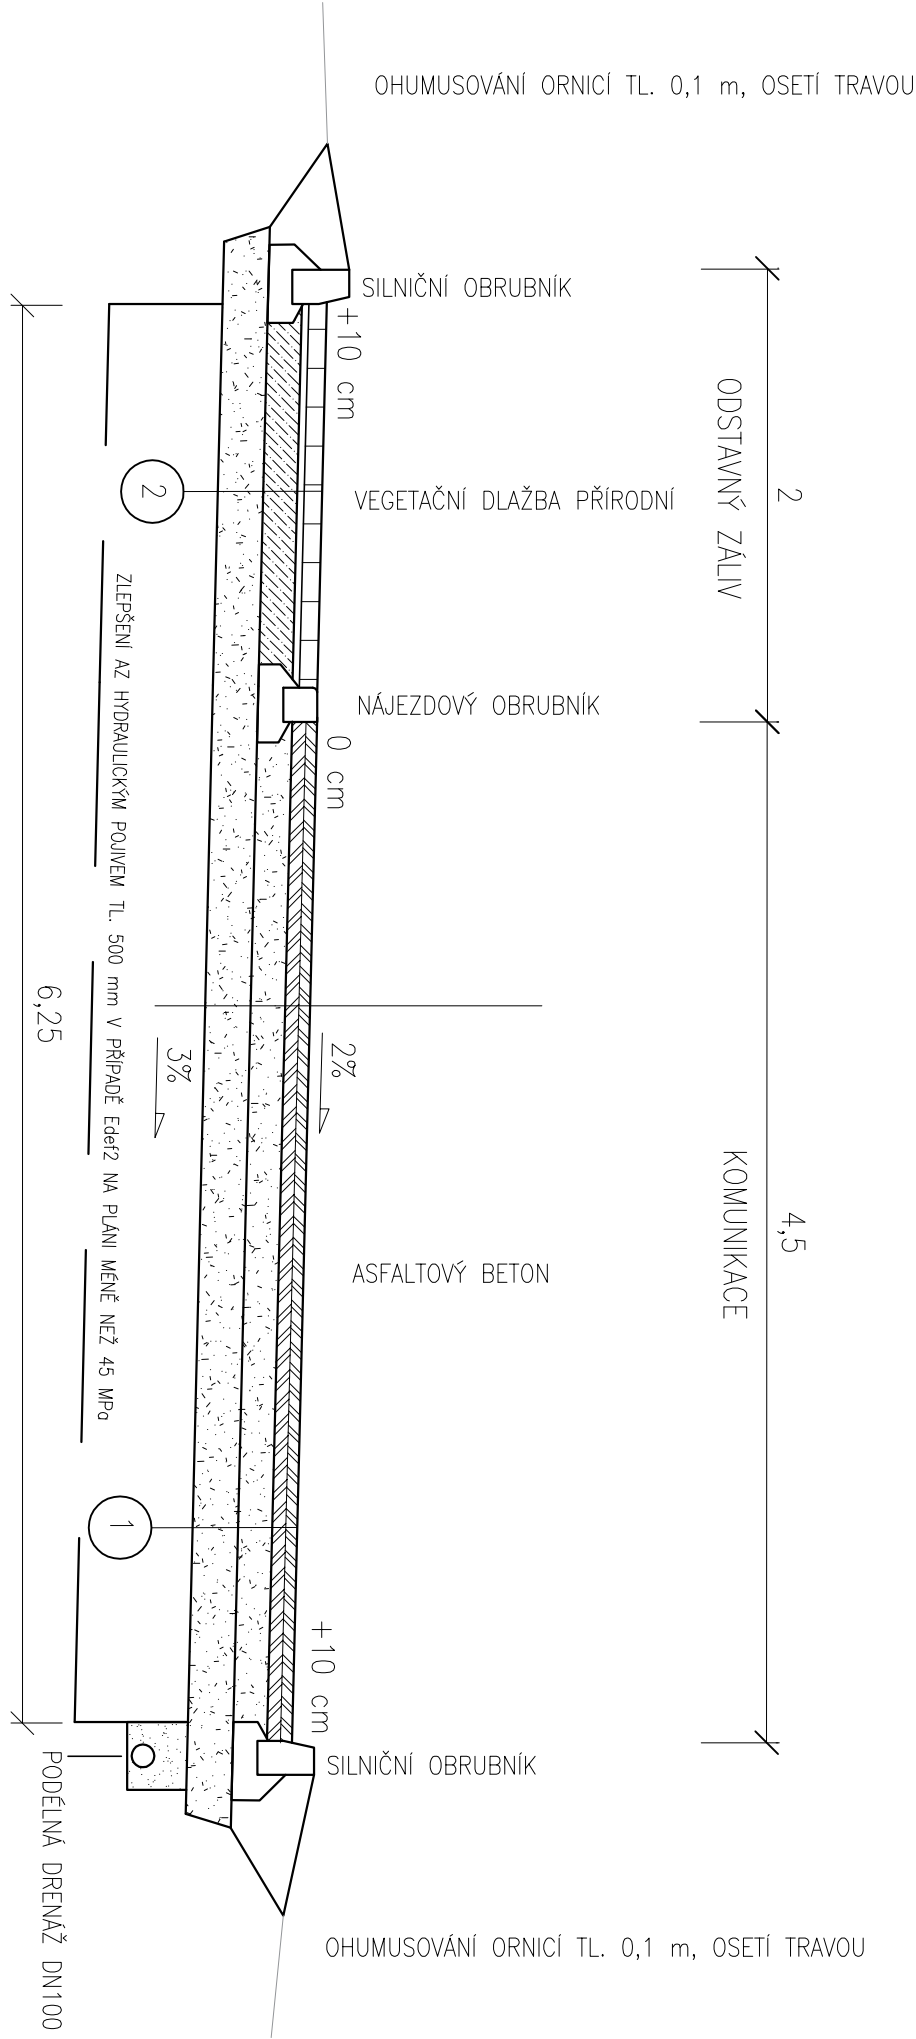 OHUMUSOVÁNÍ ORNICÍ TL. 0,1 m, OSETÍ TRAVOU
SILNIČNÍ OBRUBNÍK
+10 cm
2
ODSTAVNÝ ZÁLIV
VEGETAČNÍ DLAŽBA PŘÍRODNÍ
2
NÁJEZDOVÝ OBRUBNÍK
0 cm
ZLEPŠENÍ AZ HYDRAULICKÝM POJIVEM TL. 500 mm V PŘÍPADĚ Edef2 NA PLÁNI MÉNĚ NEŽ 45 MPa
6,25
2%
3%
4,5
KOMUNIKACE
ASFALTOVÝ BETON
1
+10 cm
SILNIČNÍ OBRUBNÍK
PODÉLNÁ DRENÁŽ DN100
OHUMUSOVÁNÍ ORNICÍ TL. 0,1 m, OSETÍ TRAVOU